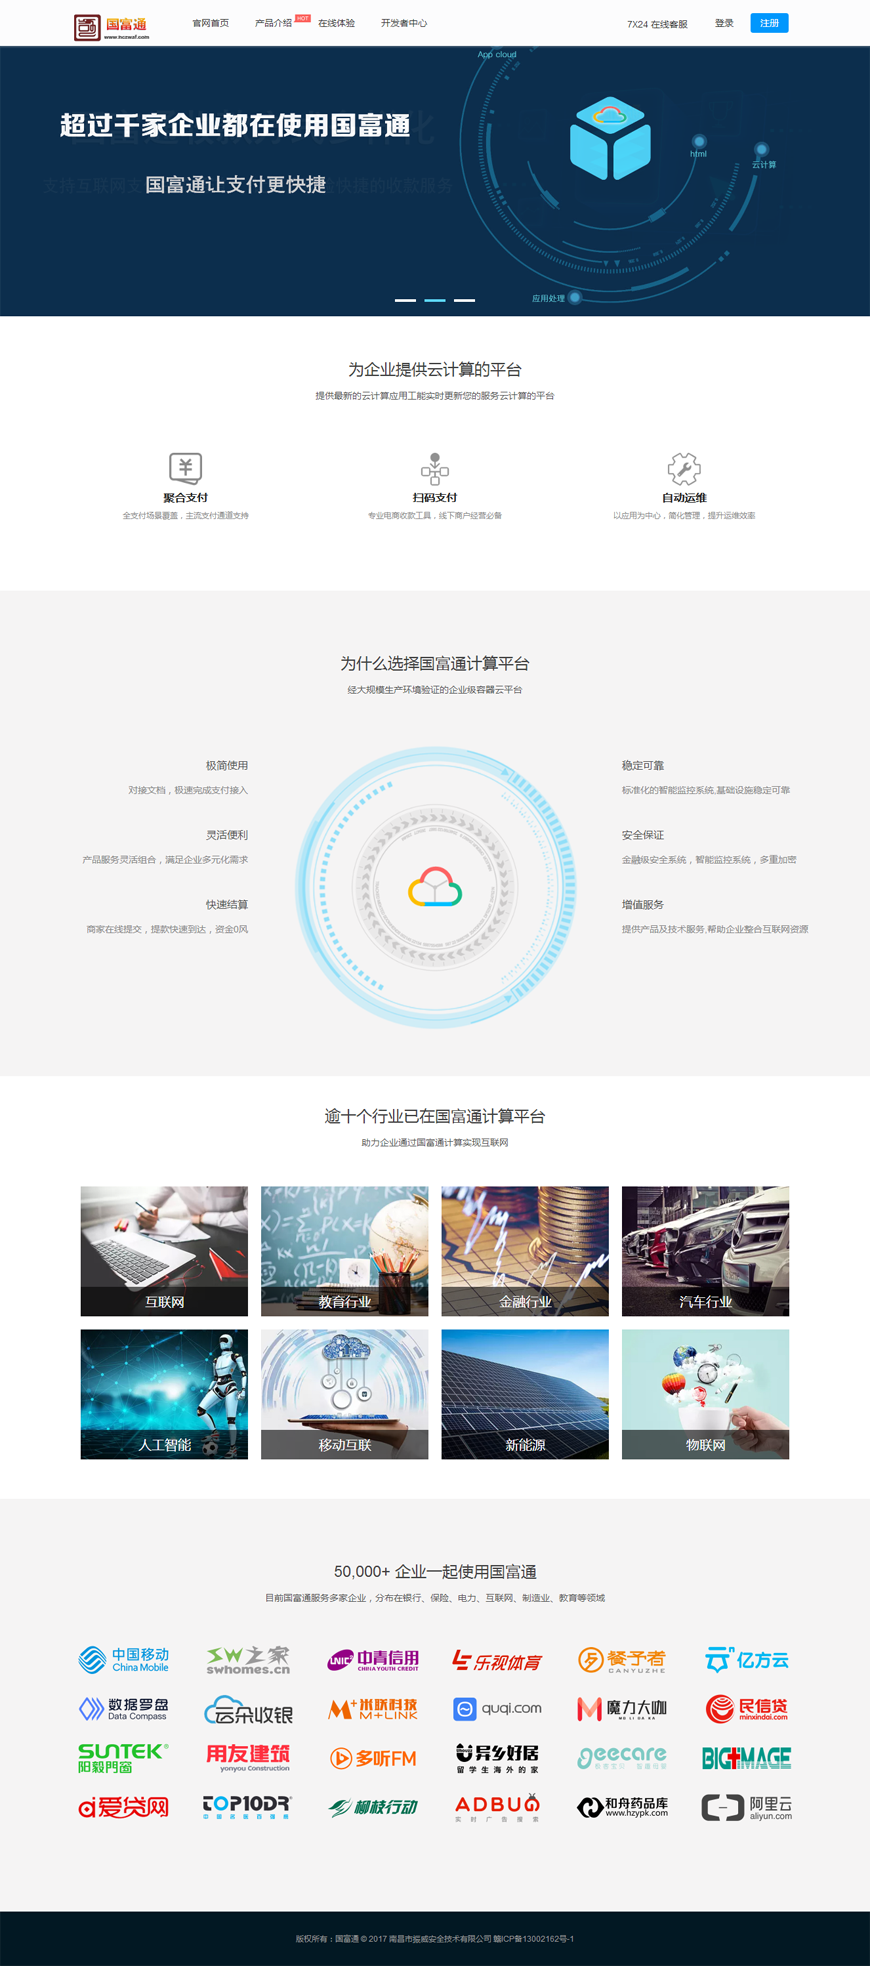 国富通
www.nczwaf.com
官网首页
产品介绍
HOT
在线体验
开发者中心
7X24 在线客服
登录
注册
App cloud
超过千家企业都在使用国富通
html
云计算
国富通让支付更快捷
应用处理
为企业提供云计算的平台
提供最新的云计算应用工能实时更新您的服务云计算的平台
聚合支付
扫码支付
自动运维
全支付场景覆盖，主流支付通道支持
专业电商收款工具，线下商户经营必备
以应用为中心，简化管理，提升运维效率
为什么选择国富通计算平台
经大规模生产环境验证的企业级容器云平台
极简使用
对接文档，极速完成支付接入
灵活便利
产品服务灵活组合，满足企业多元化需求
快速结算
商家在线提交，提款快速到达，资金0风
稳定可靠
标准化的智能监控系统,基础设施稳定可靠
安全保证
金融级安全系统，智能监控系统，多重加密
增值服务
提供产品及技术服务,帮助企业整合互联网资源
逾十个行业已在国富通计算平台
助力企业通过国富通计算实现互联网
互联网
教育行业
金融行业
汽车行业
人工智能
移动互联
新能源
物联网
50,000+ 企业一起使用国富通
目前国富通服务多家企业，分布在银行、保险、电力、互联网、制造业、教育等领域
中国移动
China Mobile
SW之家
swhomes.cn
UNIC
中青信用
CHINA YOUTH CREDIT
乐视体育
餐予者
CANYUZHE
亿方云
数据罗盘
Data Compass
云朵收银
米联科技
M+LINK
quqi.com
魔力大咖
MO LI DA KA
民信贷
minxindai.com
SUNTEK
阳毅門窗
用友建筑
yonyou Construction
多听FM
异乡好居
留学生海外的家
geecare
BIGIMAGE
爱贷网
TOP10DR
中国名医百强榜
柳枝行动
ADBUG
实时广告搜索
和舟药品库
www.hzypk.com
阿里云
aliyun.com
版权所有：国富通 © 2017 南昌市振威安全技术有限公司 赣ICP备13002162号-1